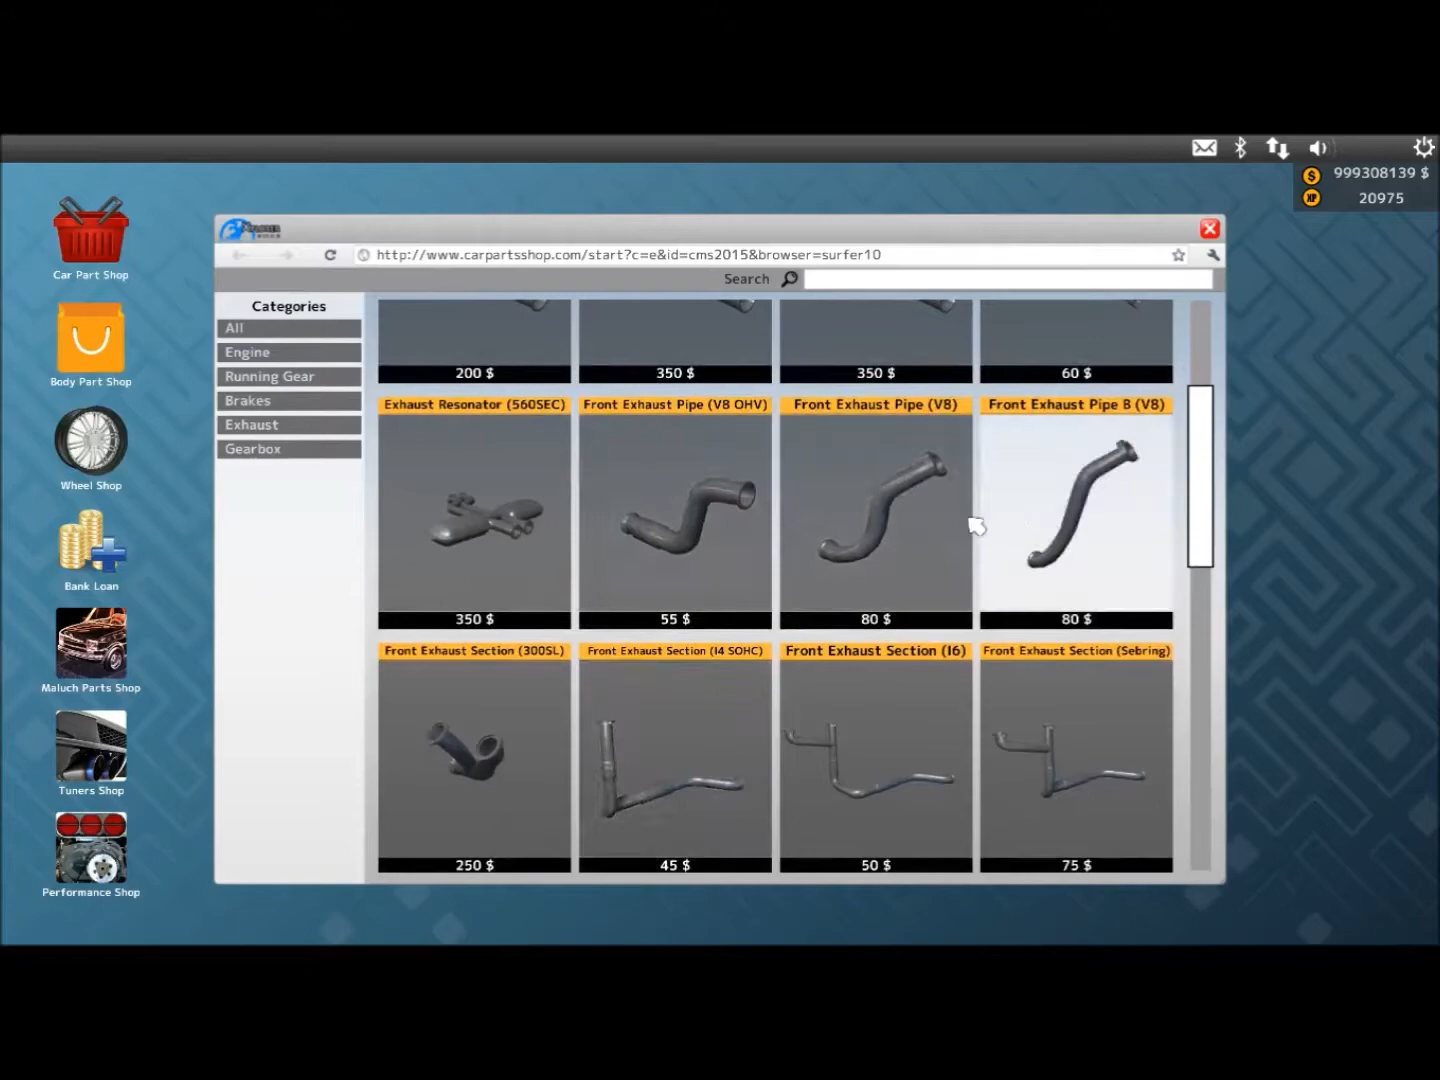 999308139 $
XP
20975
Car Part Shop
Body Part Shop
Wheel Shop
Bank Loan
Maluch Parts Shop
Tuners Shop
Performance Shop
http://www.carpartsshop.com/start?c=e&id=cms2015&browser=surfer10
Search
Categories
All
Engine
Running Gear
Brakes
Exhaust
Gearbox
200 $
350 $
350 $
60 $
Exhaust Resonator (560SEC)
Front Exhaust Pipe (V8 OHV)
Front Exhaust Pipe (V8)
Front Exhaust Pipe B (V8)
350 $
55 $
80 $
80 $
Front Exhaust Section (300SL)
Front Exhaust Section (I4 SOHC)
Front Exhaust Section (I6)
Front Exhaust Section (Sebring)
250 $
45 $
50 $
75 $